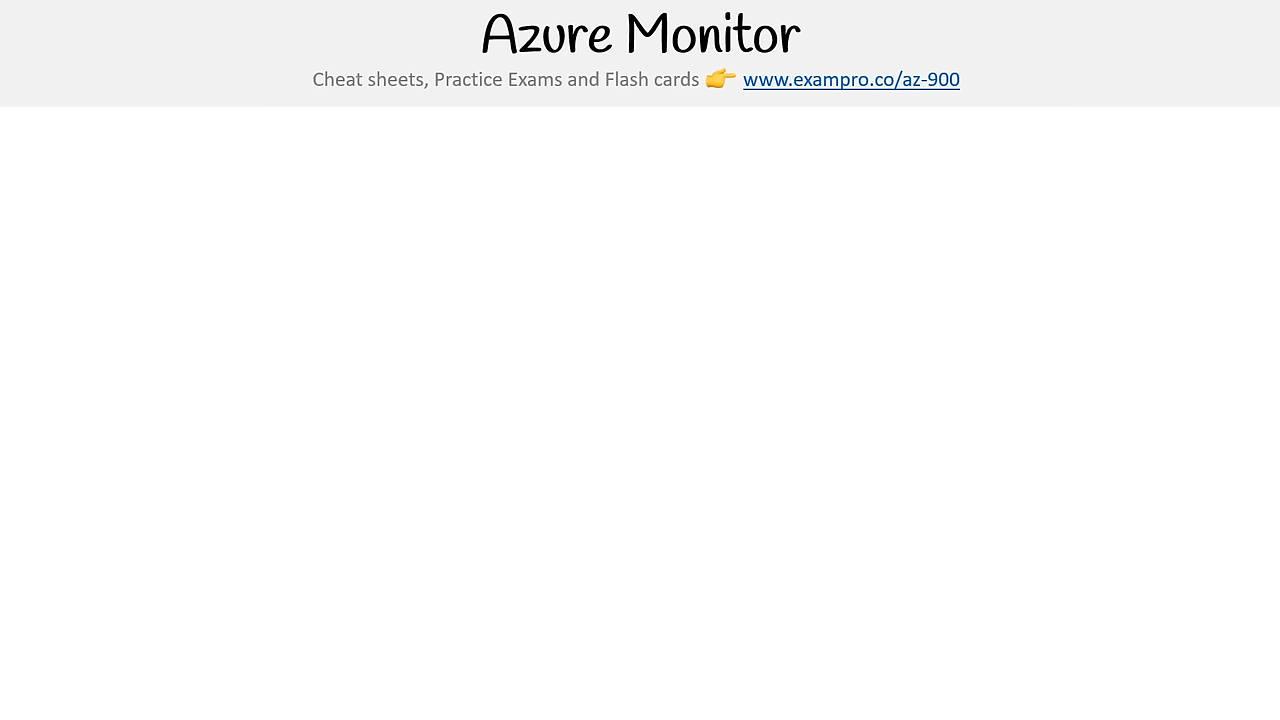 Azure Monitor
Cheat sheets, Practice Exams and Flash cards 👉 www.exampro.co/az-900